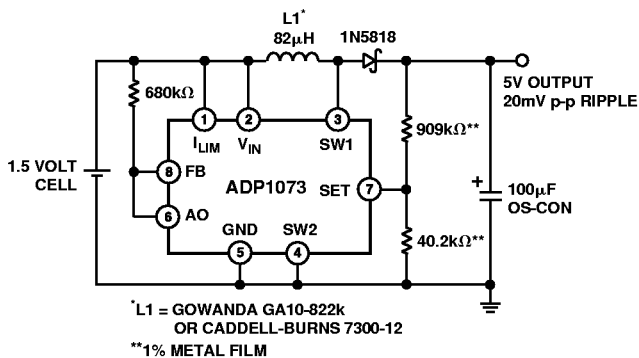 L1*
82µH
1N5818
680kΩ
5V OUTPUT
20mV p-p RIPPLE
909kΩ**
1
2
3
I_LIM
V_IN
SW1
1.5 VOLT
CELL
8
FB
ADP1073
SET
7
+
100µF
OS-CON
6
AO
GND
SW2
5
4
40.2kΩ**
*L1 = GOWANDA GA10-822k
OR CADDELL-BURNS 7300-12
**1% METAL FILM